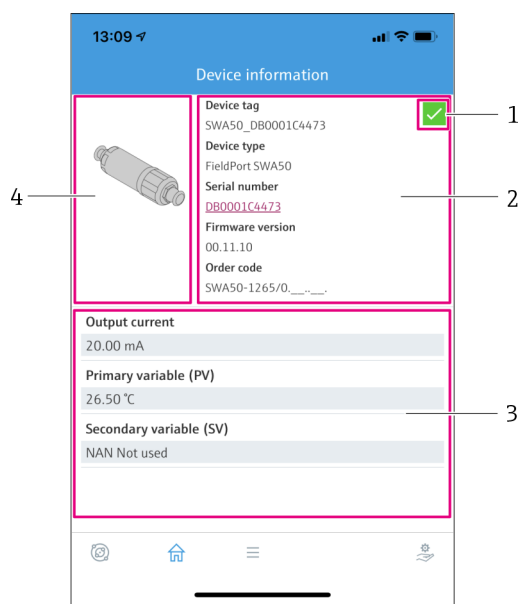 13:09
Device information
Device tag
SWA50_DB0001C4473
Device type
FieldPort SWA50
Serial number
DB0001C4473
Firmware version
00.11.10
Order code
SWA50-1265/0.__..__.
1
2
4
Output current
20.00 mA
Primary variable (PV)
26.50 °C
Secondary variable (SV)
NAN Not used
3